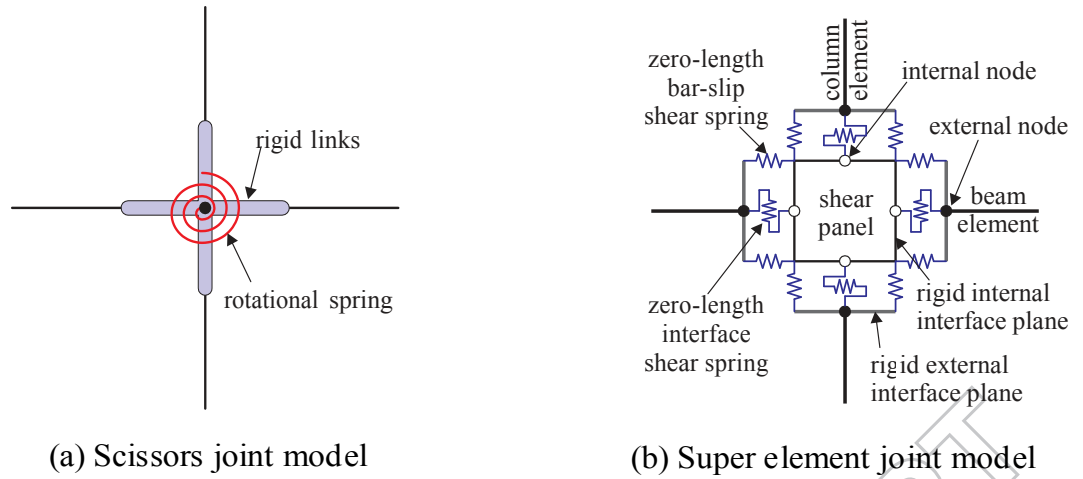 rigid links
rotational spring
(a) Scissors joint model
zero-length
bar-slip
shear spring
column
element
internal node
external node
shear
panel
beam
element
zero-length
interface
shear spring
rigid internal
interface plane
rigid external
interface plane
(b) Super element joint model